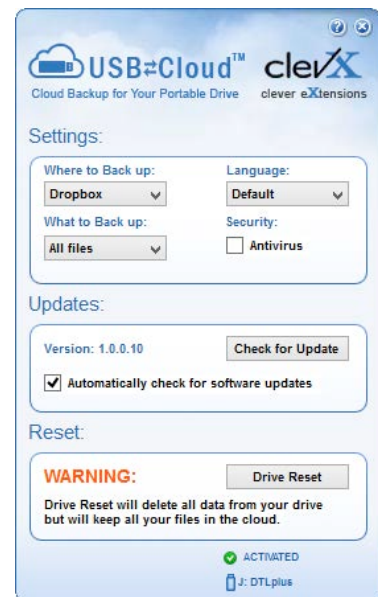 USB⇄Cloud™
Cloud Backup for Your Portable Drive
clevX
clever eXtensions
Settings:
Where to Back up:
Dropbox
Language:
Default
What to Back up:
All files
Security:
Antivirus
Updates:
Version: 1.0.0.10
Check for Update
Automatically check for software updates
Reset:
WARNING:
Drive Reset
Drive Reset will delete all data from your drive
but will keep all your files in the cloud.
ACTIVATED
J: DTLplus